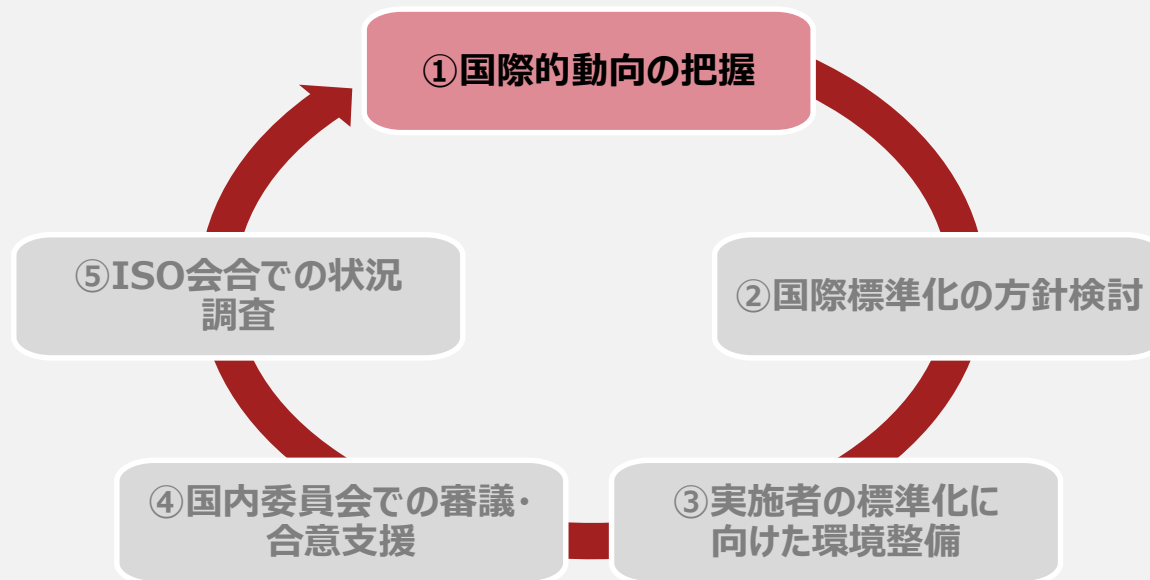 ①国際的動向の把握
②国際標準化の方針検討
③実施者の標準化に
向けた環境整備
④国内委員会での審議・
合意支援
⑤ISO会合での状況
調査